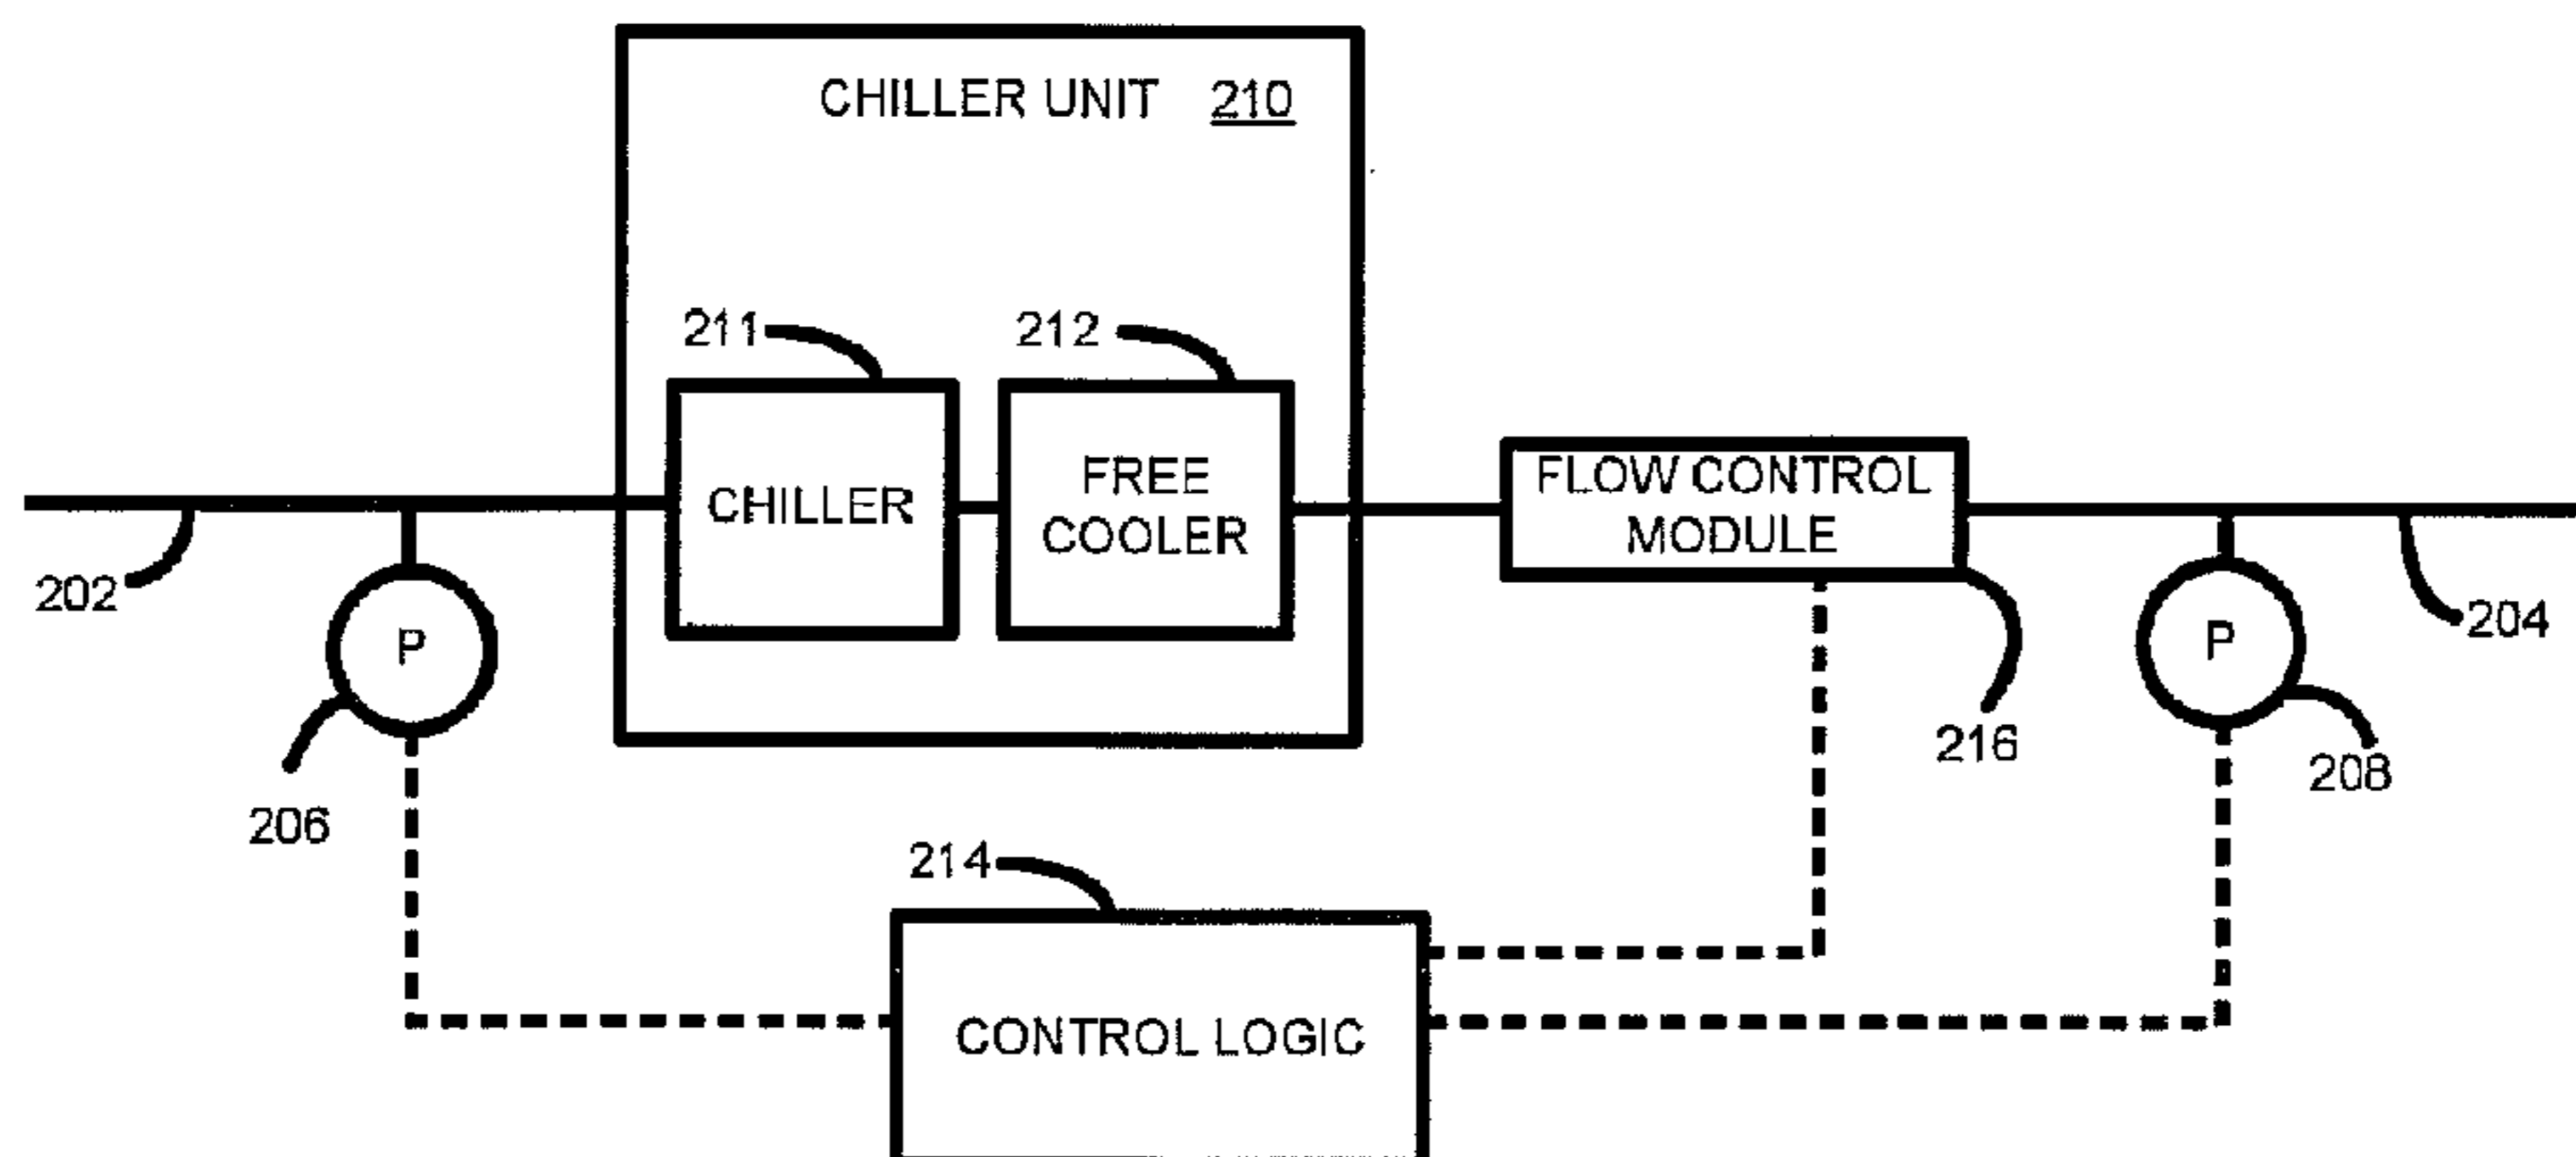 CHILLER UNIT 210
211
212
CHILLER
FREE
COOLER
FLOW CONTROL
MODULE
202
P
204
P
206
216
208
214
CONTROL LOGIC